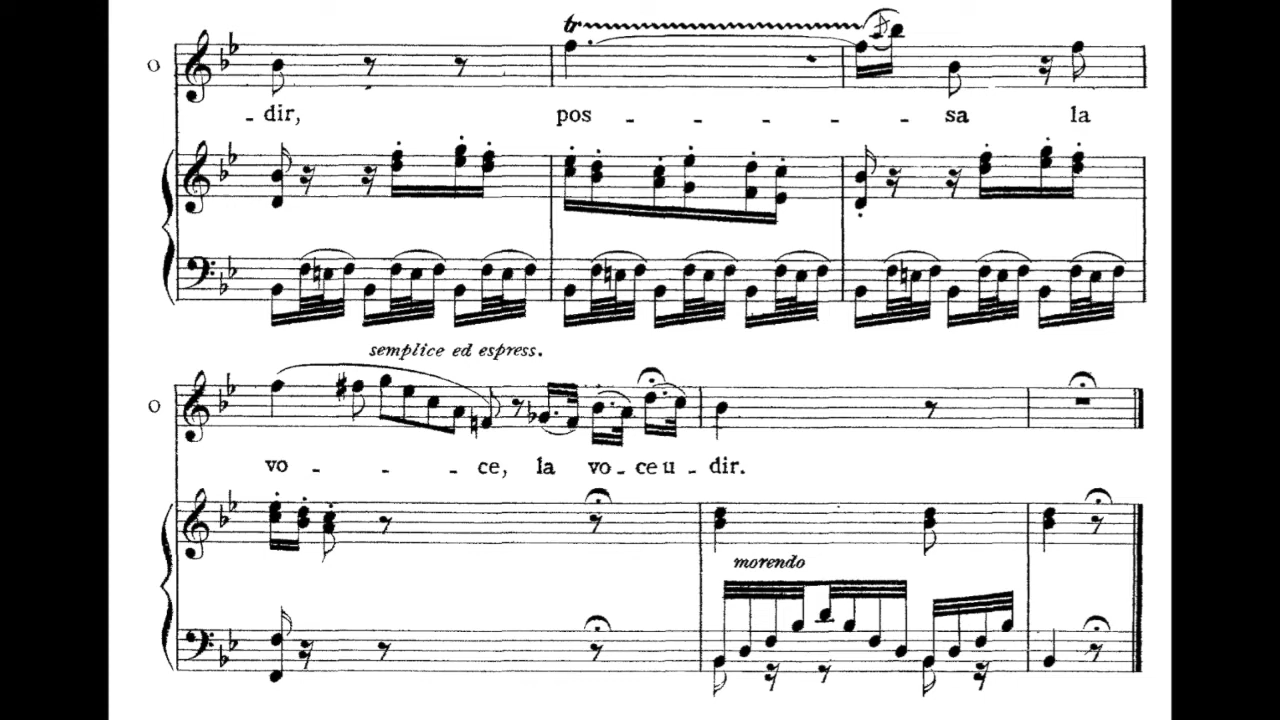 tr
O
- dir, pos - - - - - sa la
semplice ed espress.
O
vo - - - ce, la vo - ce u - dir.
morendo